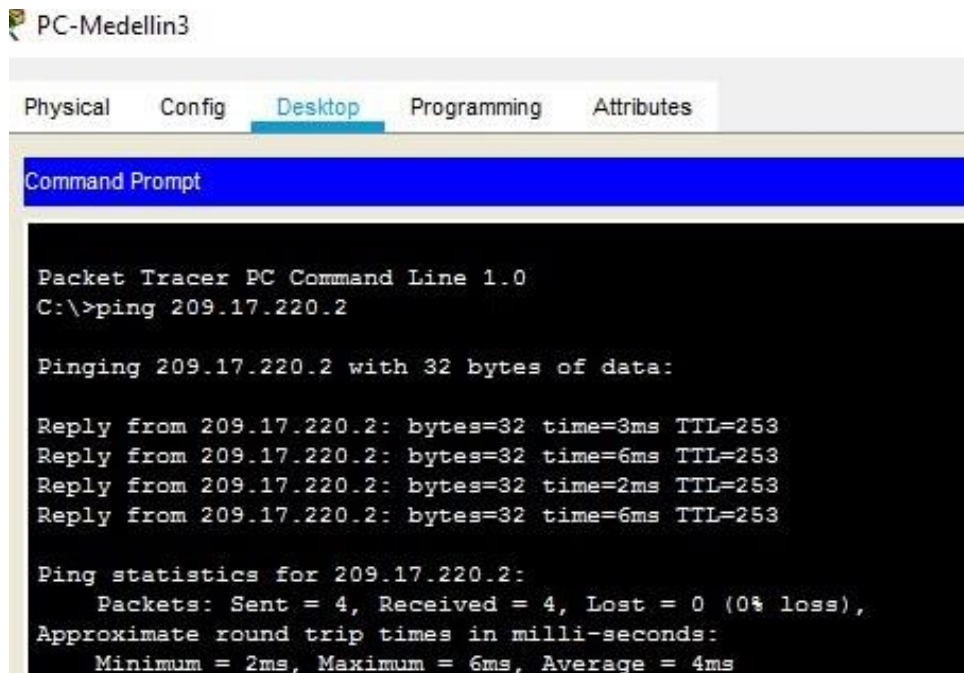 PC-Medellin3
Physical Config Desktop Programming Attributes
Command Prompt
Packet Tracer PC Command Line 1.0
C:\>ping 209.17.220.2
Pinging 209.17.220.2 with 32 bytes of data:
Reply from 209.17.220.2: bytes=32 time=3ms TTL=253
Reply from 209.17.220.2: bytes=32 time=6ms TTL=253
Reply from 209.17.220.2: bytes=32 time=2ms TTL=253
Reply from 209.17.220.2: bytes=32 time=6ms TTL=253
Ping statistics for 209.17.220.2:
Packets: Sent = 4, Received = 4, Lost = 0 (0% loss),
Approximate round trip times in milli-seconds:
Minimum = 2ms, Maximum = 6ms, Average = 4ms